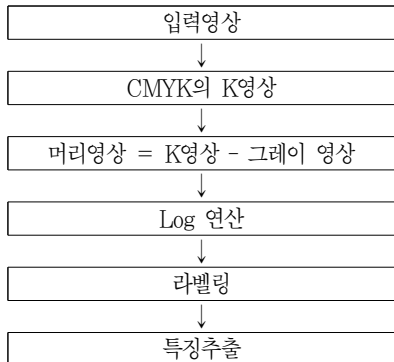 입력영상
CMYK의 K영상
머리영상 = K영상 - 그레이 영상
Log 연산
라벨링
특징추출